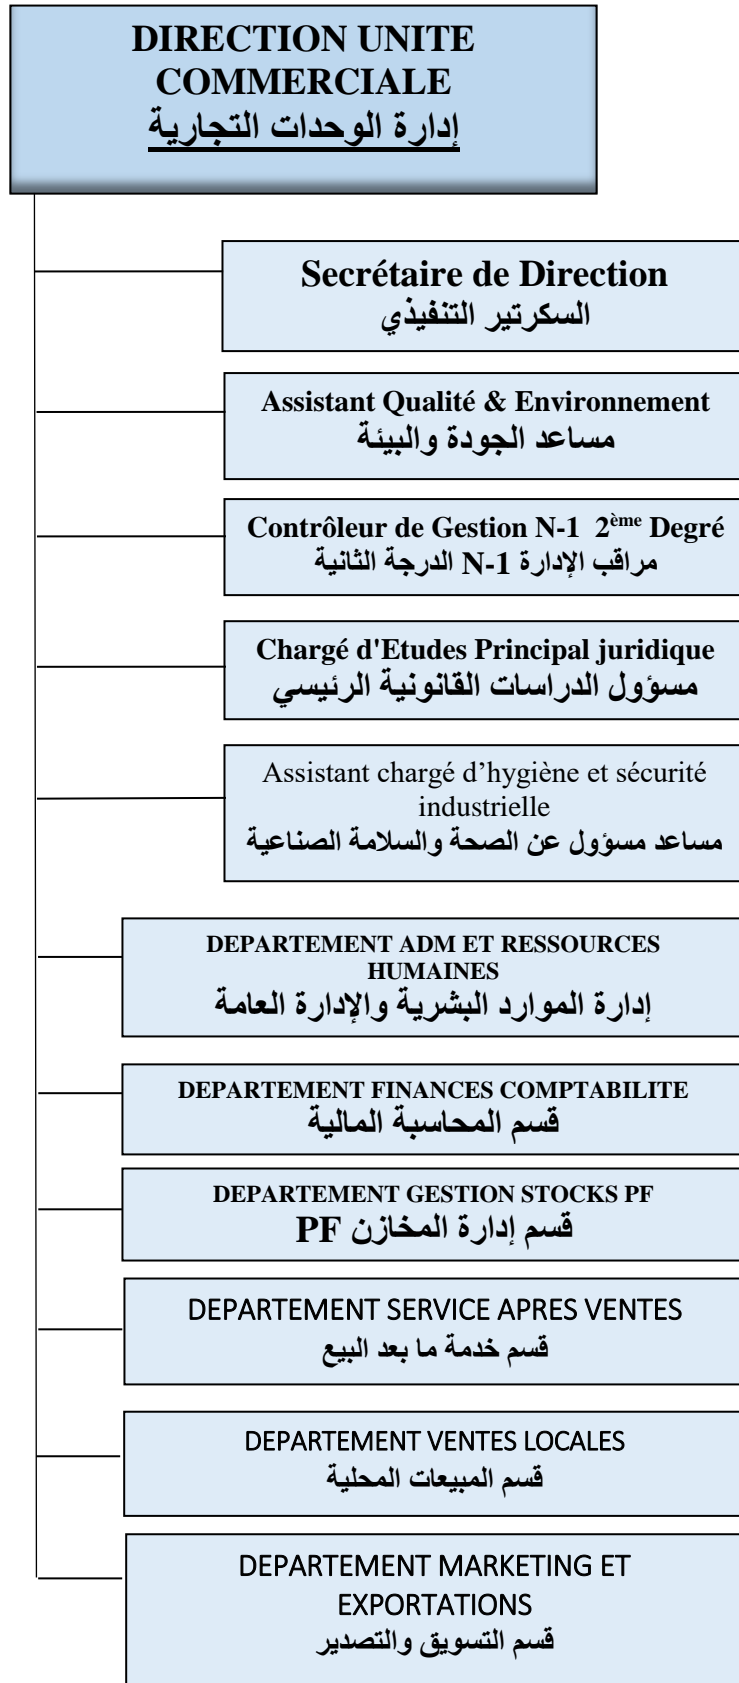 DIRECTION UNITE
COMMERCIALE
إدارة الوحدات التجارية
Secrétaire de Direction
السكرتير التنفيذي
Assistant Qualité & Environnement
مساعد الجودة والبيئة
Contrôleur de Gestion N-1 2ème Degré
مراقب الإدارة N-1 الدرجة الثانية
Chargé d'Etudes Principal juridique
مسؤول الدراسات القانونية الرئيسي
Assistant chargé d’hygiène et sécurité
industrielle
مساعد مسؤول عن الصحة والسلامة الصناعية
DEPARTEMENT ADM ET RESSOURCES
HUMAINES
إدارة الموارد البشرية والإدارة العامة
DEPARTEMENT FINANCES COMPTABILITE
قسم المحاسبة المالية
DEPARTEMENT GESTION STOCKS PF
قسم إدارة المخازن PF
DEPARTEMENT SERVICE APRES VENTES
قسم خدمة ما بعد البيع
DEPARTEMENT VENTES LOCALES
قسم المبيعات المحلية
DEPARTEMENT MARKETING ET
EXPORTATIONS
قسم التسويق والتصدير